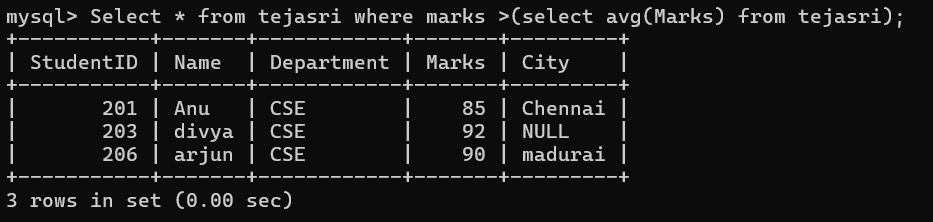 mysql> Select * from tejasri where marks >(select avg(Marks) from tejasri);
+-----------+-------+------------+-------+---------+
| StudentID | Name  | Department | Marks | City    |
+-----------+-------+------------+-------+---------+
|       201 | Anu   | CSE        |    85 | Chennai |
|       203 | divya | CSE        |    92 | NULL    |
|       206 | arjun | CSE        |    90 | madurai |
+-----------+-------+------------+-------+---------+
3 rows in set (0.00 sec)